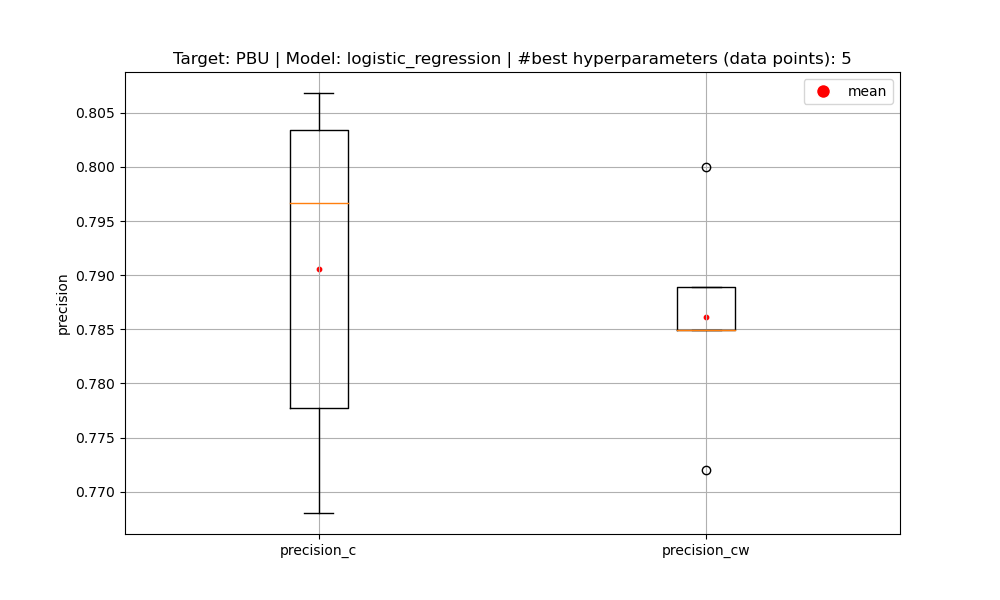 Target: PBU | Model: logistic_regression | #best hyperparameters (data points): 5
mean
0.805
0.800
0.795
0.790
0.785
0.780
0.775
0.770
precision
precision_c
precision_cw